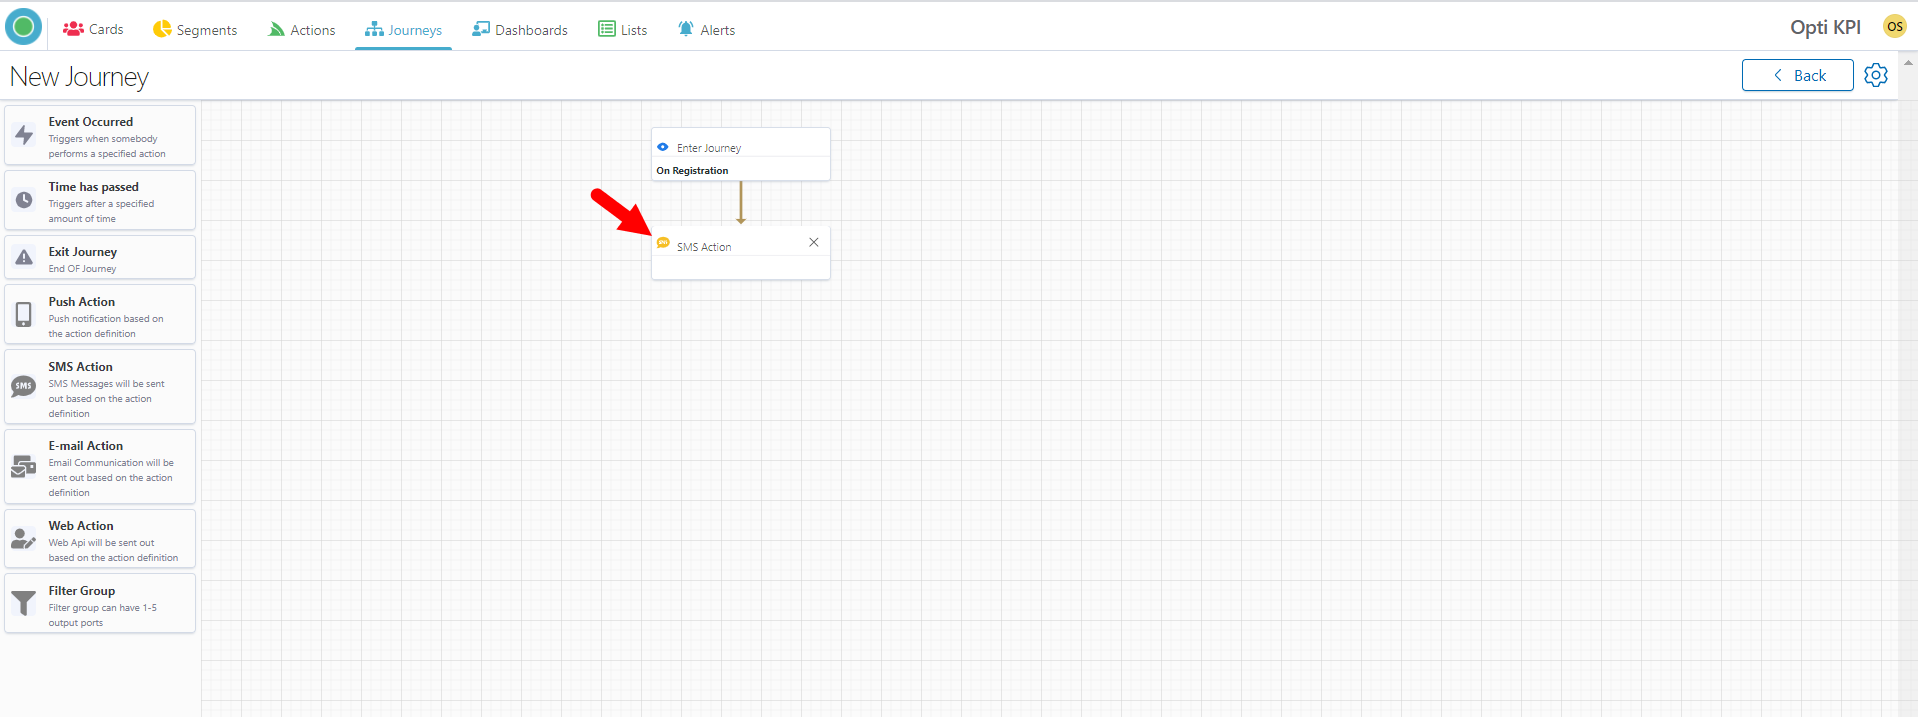 Cards
Segments
Actions
Journeys
Dashboards
Lists
Alerts
Opti KPI
OS
New Journey
Back
Event Occurred
Triggers when somebody
performs a specified action
Time has passed
Triggers after a specified
amount of time
Exit Journey
End OF Journey
Push Action
Push notification based on
the action definition
SMS Action
SMS
SMS Messages will be sent
out based on the action
definition
E-mail Action
Email Communication will be
sent out based on the action
definition
Web Action
Web Api will be sent out
based on the action definition
Filter Group
Filter group can have 1-5
output ports
Enter Journey
On Registration
SMS Action